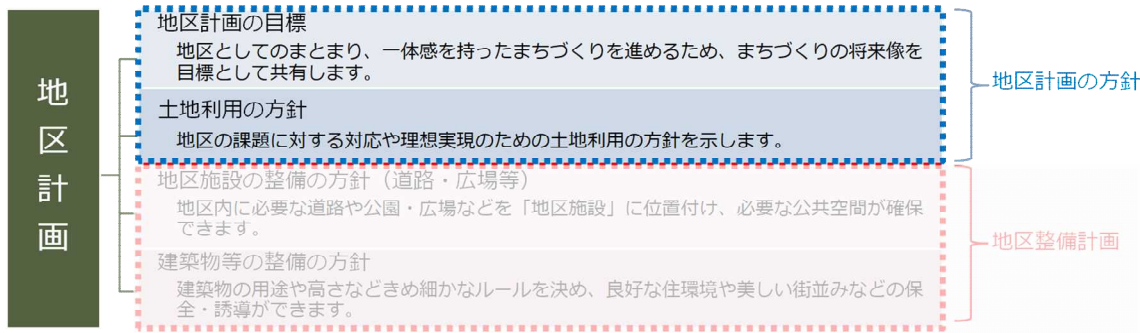 地区計画
地区計画の目標
地区としてのまとまり、一体感を持ったまちづくりを進めるため、まちづくりの将来像を
目標として共有します。
土地利用の方針
地区の課題に対する対応や理想実現のための土地利用の方針を示します。
地区計画の方針
地区施設の整備の方針（道路・広場等）
地区内に必要な道路や公園・広場などを「地区施設」に位置付け、必要な公共空間が確保
できます。
建築物等の整備の方針
建築物の用途や高さなどきめ細かなルールを決め、良好な住環境や美しい街並みなどの保
全・誘導ができます。
地区整備計画